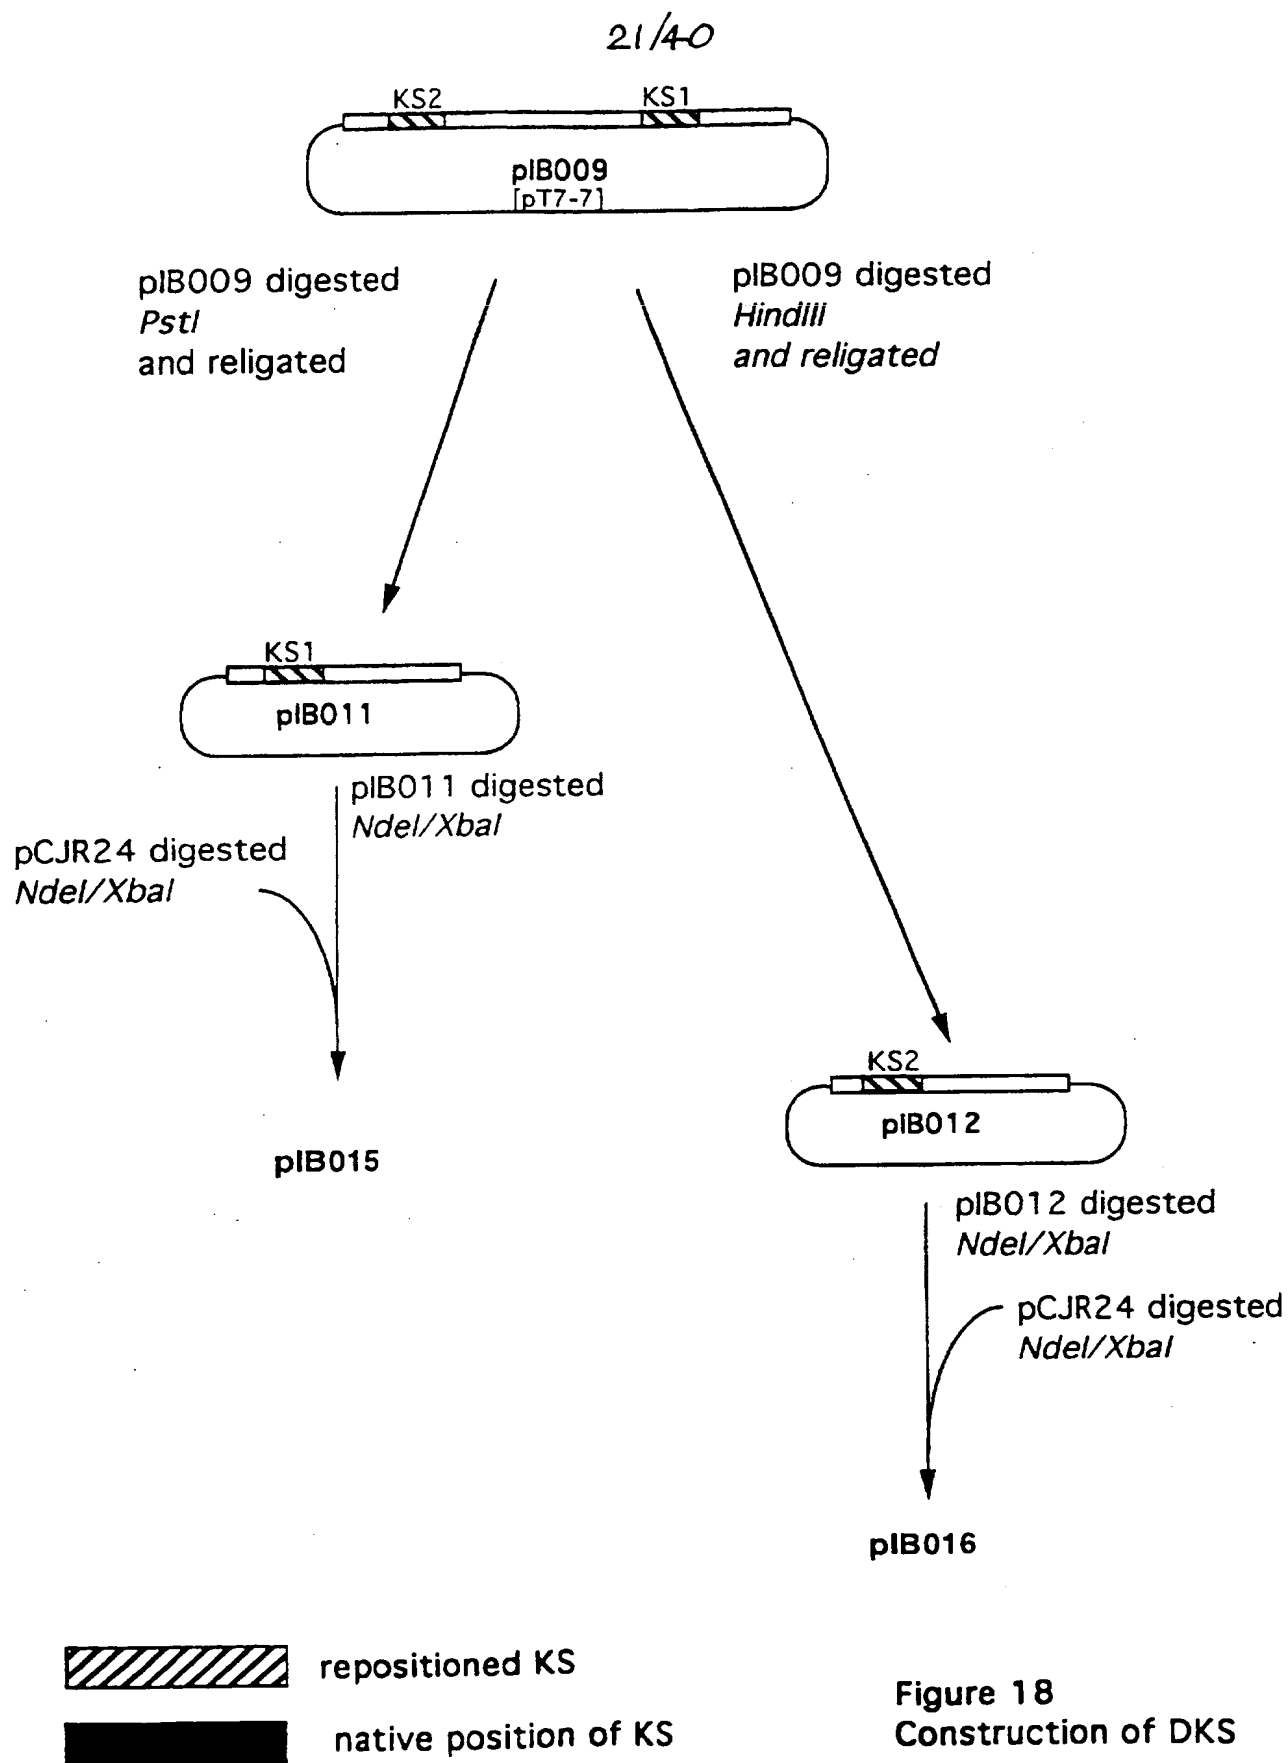 21/40
KS2
KS1
pIB009
[pT7-7]
pIB009 digested
PstI
and religated
pIB009 digested
HindIII
and religated
KS1
pIB011
pIB011 digested
NdeI/XbaI
pCJR24 digested
NdeI/XbaI
pIB015
KS2
pIB012
pIB012 digested
NdeI/XbaI
pCJR24 digested
NdeI/XbaI
pIB016
repositioned KS
native position of KS
Figure 18
Construction of DKS